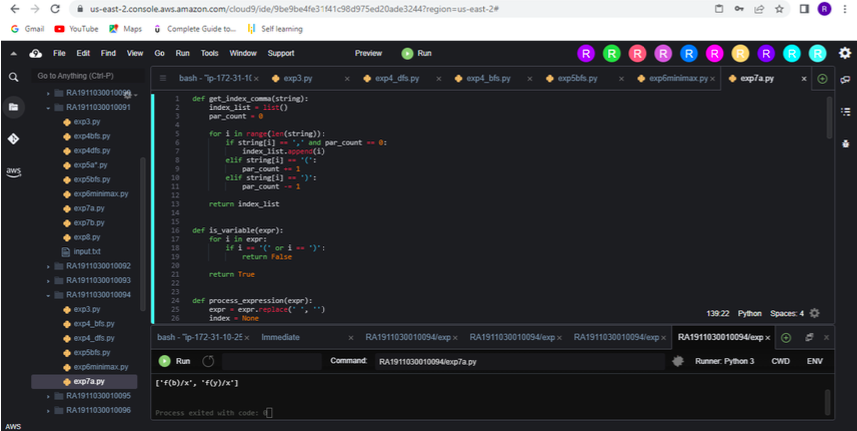 us-east-2.console.aws.amazon.com/cloud9/ide/9be9be4fe31f41c98d975ed20ade3244?region=us-east-2#
R
Gmail YouTube Maps Complete Guide to... Self learning
File Edit Find View Go Run Tools Window Support Preview Run
R R R R R R R R R R
Go to Anything (Ctrl-P)
bash - "ip-172-31-10 exp3.py exp4_dfs.py exp4_bfs.py exp5bfs.py exp6minimax.py exp7a.py
RA1911030010090
RA1911030010091
exp3.py
exp4bfs.py
exp4dfs.py
exp5a*.py
exp5bfs.py
exp6minimax.py
exp7a.py
exp7b.py
exp8.py
input.txt
RA1911030010092
RA1911030010093
RA1911030010094
exp3.py
exp4_bfs.py
exp4_dfs.py
exp5bfs.py
exp6minimax.py
exp7a.py
RA1911030010095
RA1911030010096
aws
1 def get_index_comma(string):
2 index_list = list()
3 par_count = 0
4
5 for i in range(len(string)):
6 if string[i] == ',' and par_count == 0:
7 index_list.append(i)
8 elif string[i] == '(':
9 par_count += 1
10 elif string[i] == ')':
11 par_count -= 1
12
13 return index_list
14
15
16 def is_variable(expr):
17 for i in expr:
18 if i == '(' or i == ')':
19 return False
20
21 return True
22
23
24 def process_expression(expr):
25 expr = expr.replace(' ', '')
26 index = None
139:22 Python Spaces: 4
bash - "ip-172-31-10-25 Immediate RA1911030010094/exp RA1911030010094/exp RA1911030010094/exp RA1911030010094/exp
Run Command: RA1911030010094/exp7a.py Runner: Python 3 CWD ENV
['f(b)/x', 'f(y)/x']
Process exited with code: 0
AWS